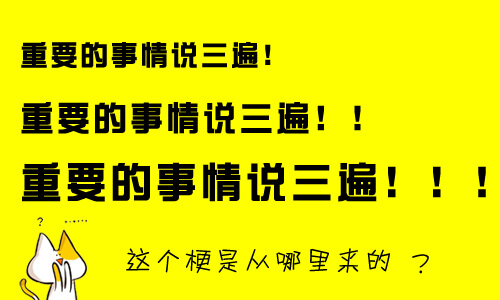 重要的事情说三遍！
重要的事情说三遍！！
重要的事情说三遍！！！
? ......
这个梗是从哪里来的 ?